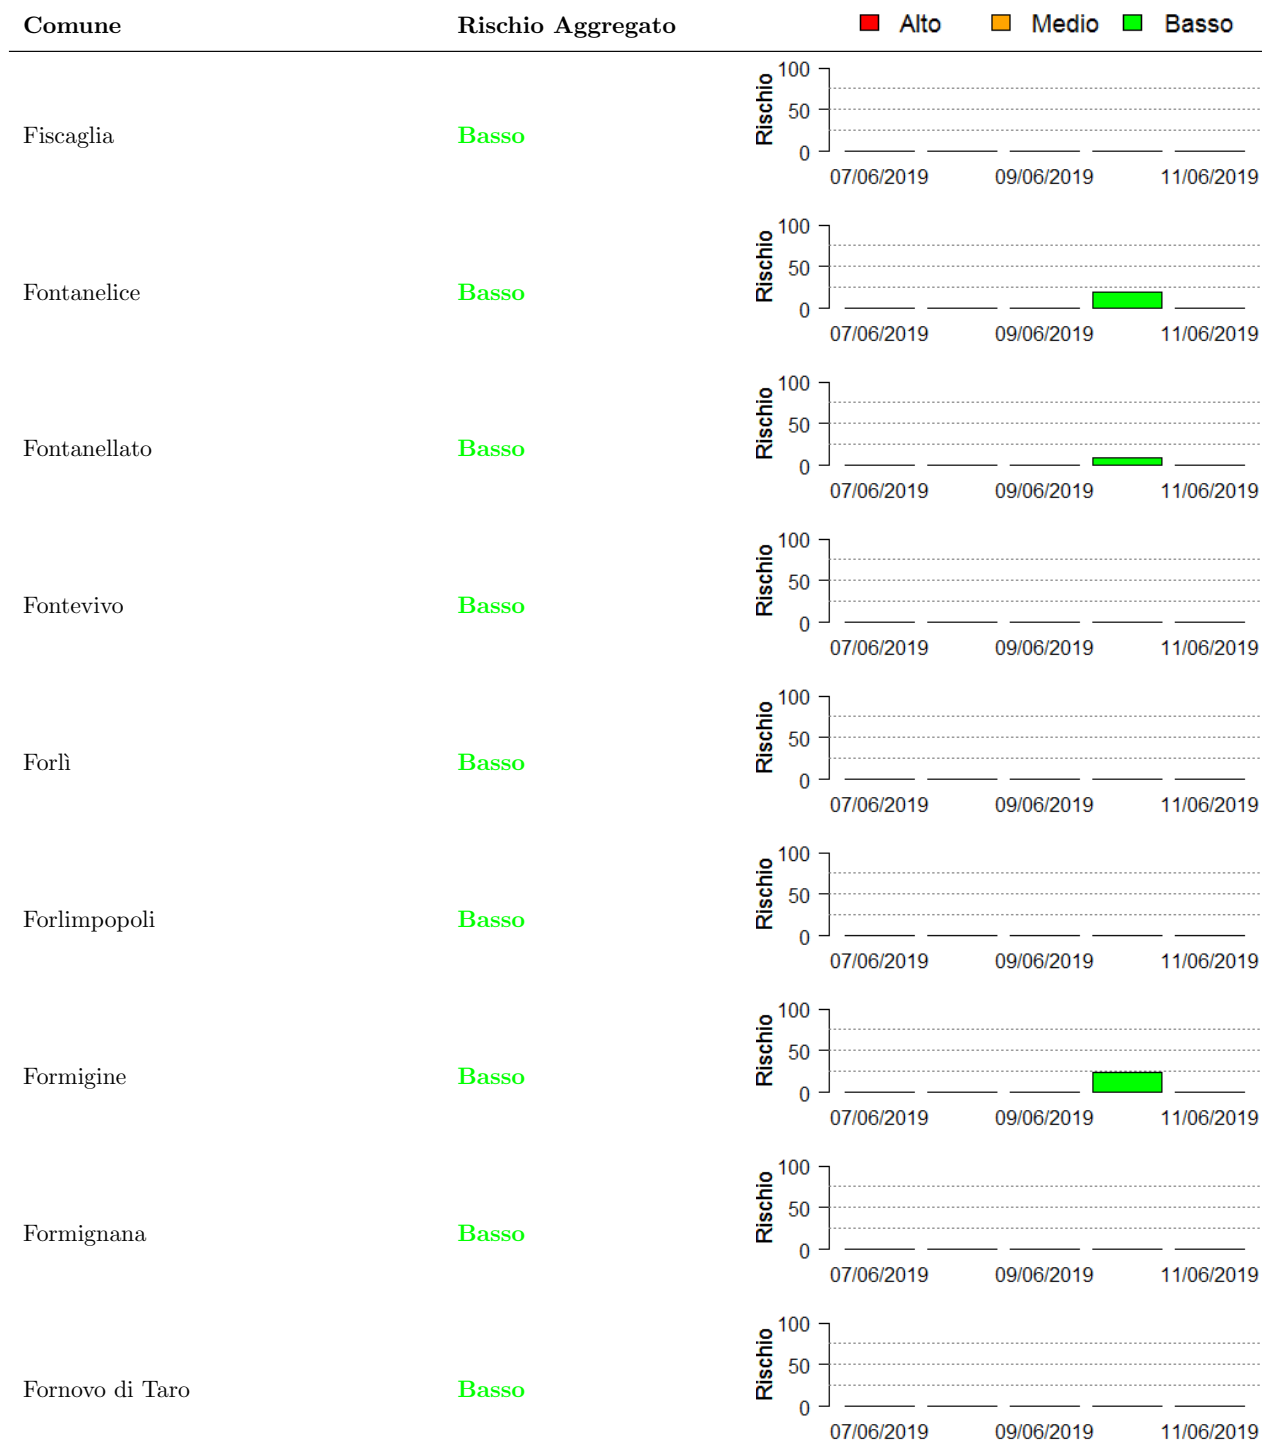 Comune Rischio Aggregato Alto Medio Basso
Fiscaglia Basso
Rischio
100
50
0
07/06/2019 09/06/2019 11/06/2019
Fontanelice Basso
Rischio
100
50
0
07/06/2019 09/06/2019 11/06/2019
Fontanellato Basso
Rischio
100
50
0
07/06/2019 09/06/2019 11/06/2019
Fontevivo Basso
Rischio
100
50
0
07/06/2019 09/06/2019 11/06/2019
Forlì Basso
Rischio
100
50
0
07/06/2019 09/06/2019 11/06/2019
Forlimpopoli Basso
Rischio
100
50
0
07/06/2019 09/06/2019 11/06/2019
Formigine Basso
Rischio
100
50
0
07/06/2019 09/06/2019 11/06/2019
Formignana Basso
Rischio
100
50
0
07/06/2019 09/06/2019 11/06/2019
Fornovo di Taro Basso
Rischio
100
50
0
07/06/2019 09/06/2019 11/06/2019